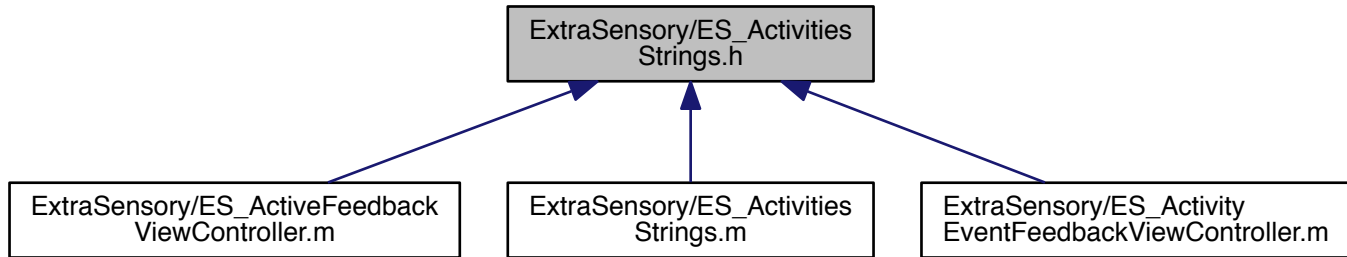 ExtraSensory/ES_Activities
Strings.h
ExtraSensory/ES_ActiveFeedback
ViewController.m
ExtraSensory/ES_Activities
Strings.m
ExtraSensory/ES_Activity
EventFeedbackViewController.m